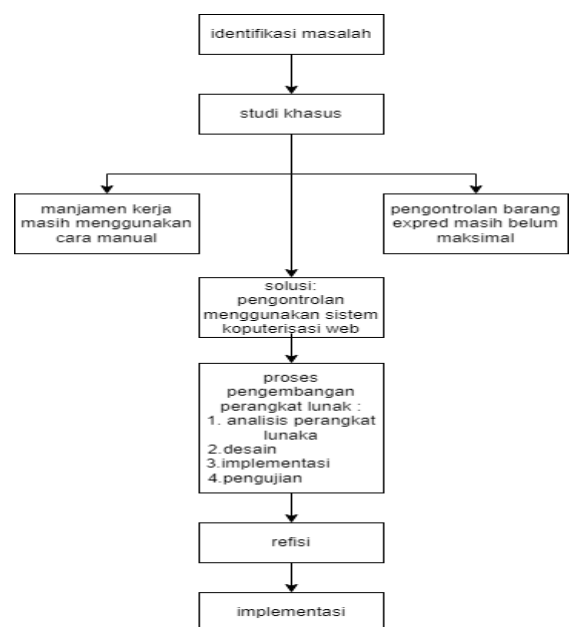 identifikasi masalah
studi khasus
manjamen kerja
masih menggunakan
cara manual
pengontrolan barang
expred masih belum
maksimal
solusi:
pengontrolan
menggunakan sistem
koputerisasi web
proses
pengembangan
perangkat lunak :
1. analisis perangkat
lunaka
2.desain
3.implementasi
4.pengujian
refisi
implementasi